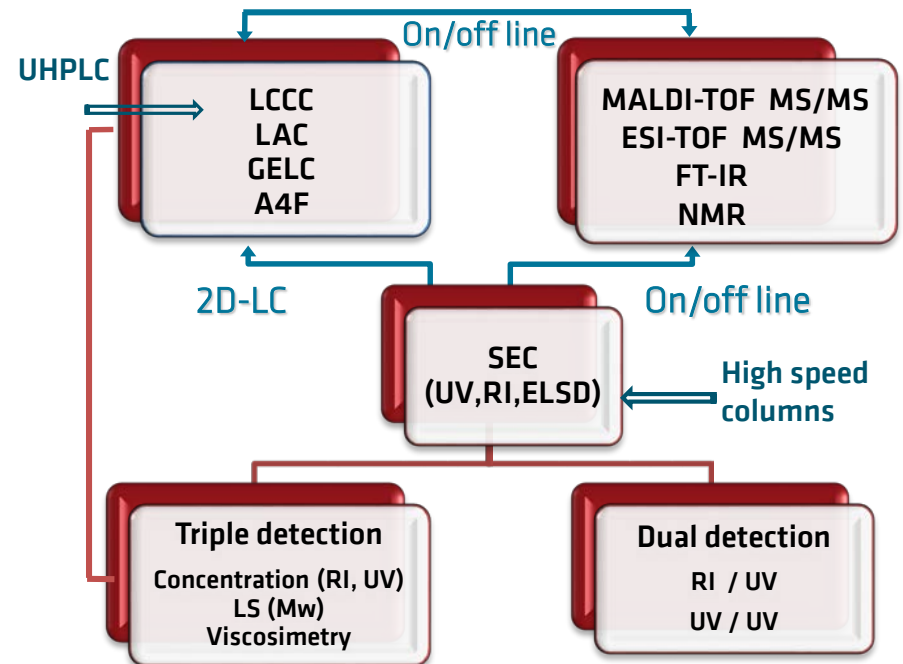 On/off line
UHPLC
LCCC
LAC
GELC
A4F
MALDI-TOF MS/MS
ESI-TOF MS/MS
FT-IR
NMR
2D-LC
On/off line
SEC
(UV,RI,ELSD)
High speed
columns
Triple detection
Concentration (RI, UV)
LS (Mw)
Viscosimetry
Dual detection
RI / UV
UV / UV